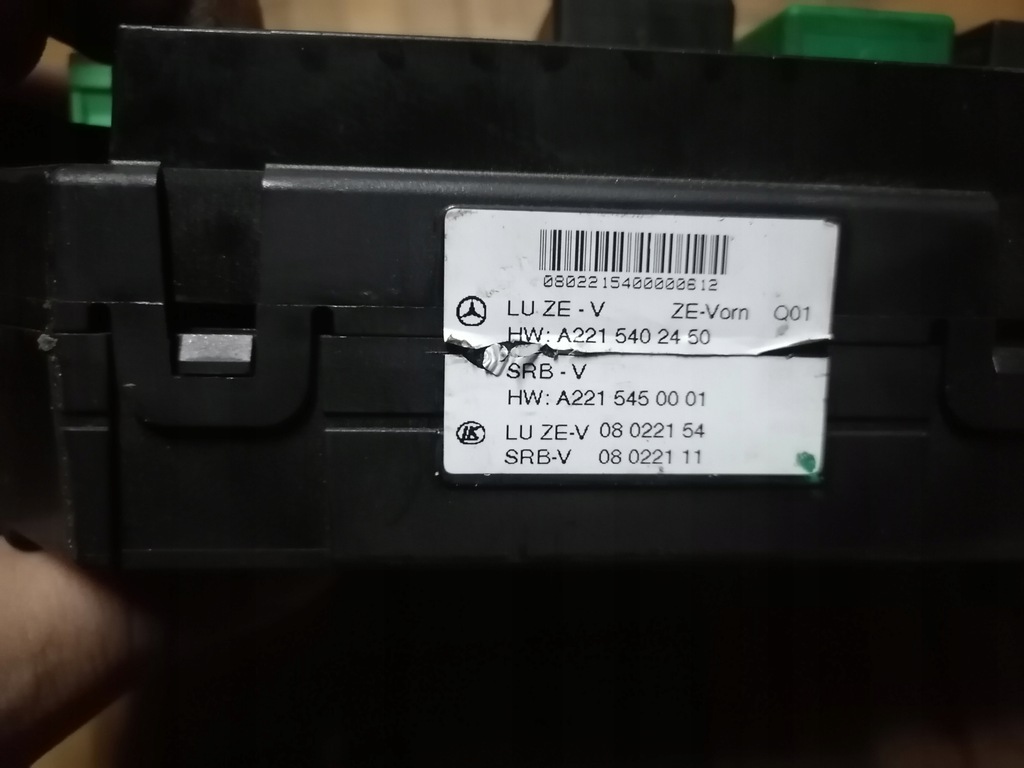 0802215400000612
LU ZE - V ZE-Vorn Q01
HW: A221 540 24 50
SRB - V
HW: A221 545 00 01
LK LU ZE-V 08 0221 54
SRB-V 08 0221 11